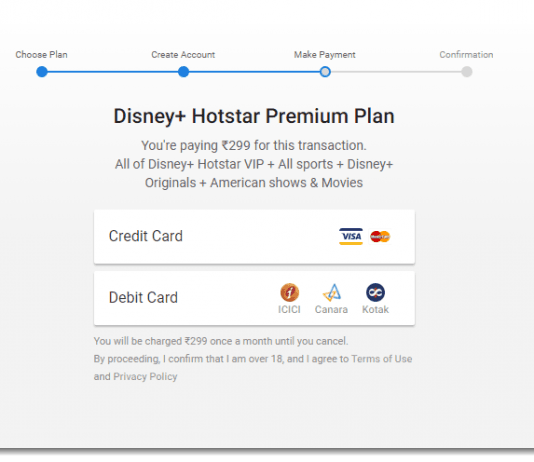 Choose Plan
Create Account
Make Payment
Confirmation
Disney+ Hotstar Premium Plan
You're paying ₹299 for this transaction.
All of Disney+ Hotstar VIP + All sports + Disney+
Originals + American shows & Movies
Credit Card
VISA
Debit Card
ICICI
Canara
Kotak
You will be charged ₹299 once a month until you cancel.
By proceeding, I confirm that I am over 18, and I agree to Terms of Use
and Privacy Policy